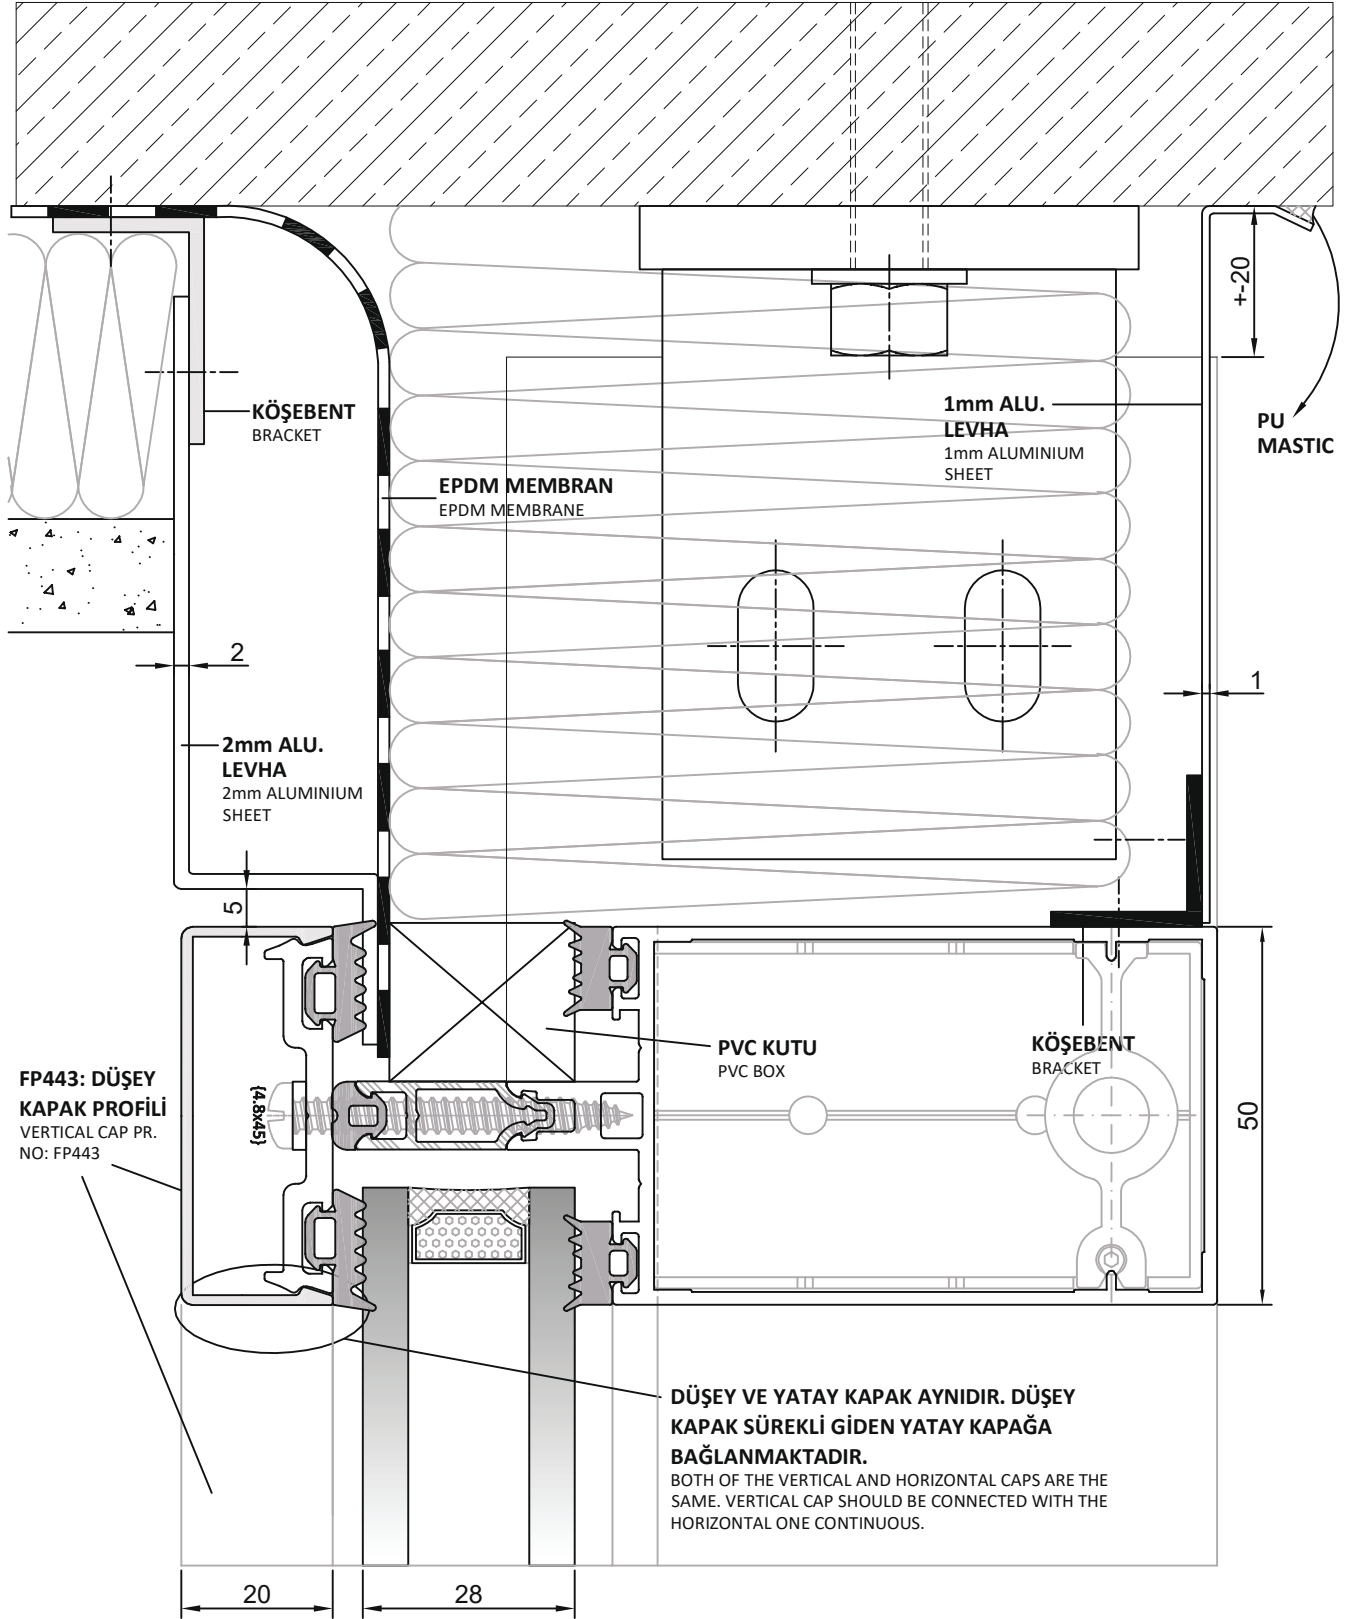 +-20
KÖŞEBENT
BRACKET
1mm ALU.
LEVHA
1mm ALUMINIUM
SHEET
PU
MASTIC
EPDM MEMBRAN
EPDM MEMBRANE
2
1
2mm ALU.
LEVHA
2mm ALUMINIUM
SHEET
5
PVC KUTU
PVC BOX
KÖŞEBENT
BRACKET
FP443: DÜŞEY
KAPAK PROFİLİ
VERTICAL CAP PR.
NO: FP443
{4.8x45}
50
DÜŞEY VE YATAY KAPAK AYNIDIR. DÜŞEY
KAPAK SÜREKLİ GİDEN YATAY KAPAĞA
BAĞLANMAKTADIR.
BOTH OF THE VERTICAL AND HORIZONTAL CAPS ARE THE
SAME. VERTICAL CAP SHOULD BE CONNECTED WITH THE
HORIZONTAL ONE CONTINUOUS.
20
28